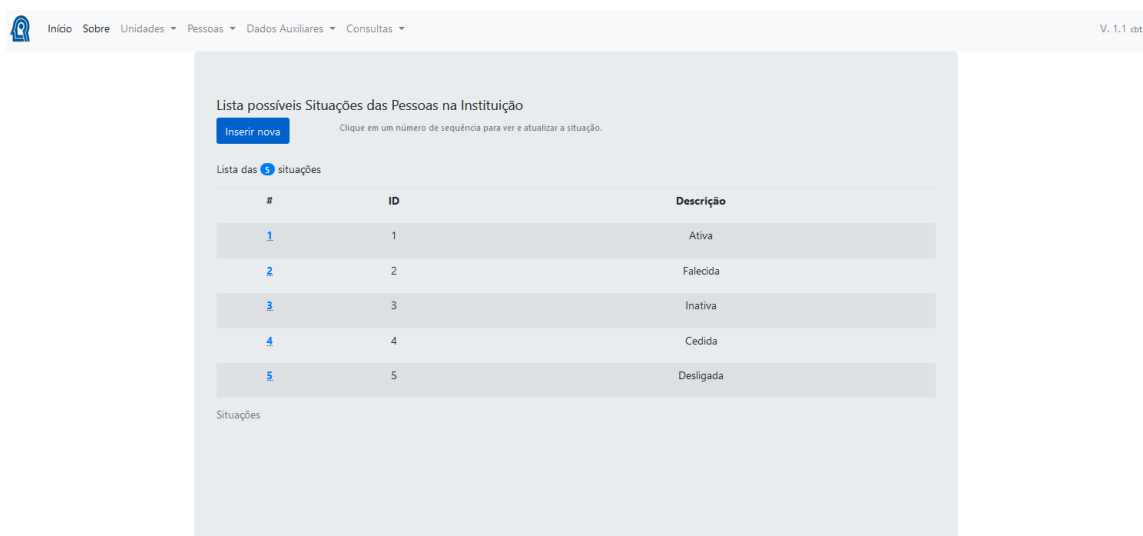 Início Sobre Unidades Pessoas Dados Auxiliares Consultas V. 1.1 cbt
Lista possíveis Situações das Pessoas na Instituição
Inserir nova Clique em um número de sequência para ver e atualizar a situação.
Lista das 5 situações
# ID Descrição
1 1 Ativa
2 2 Falecida
3 3 Inativa
4 4 Cedida
5 5 Desligada
Situações